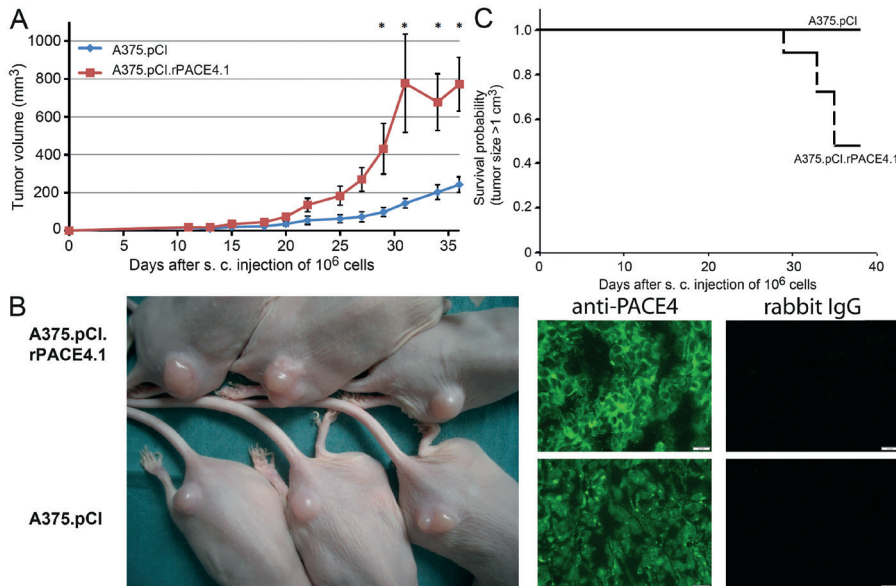 A
* * * *
A375.pCI
A375.pCI.rPACE4.1
Tumor volume (mm³)
1000
800
600
400
200
0
0 5 10 15 20 25 30 35
Days after s. c. injection of 10⁶ cells
C
A375.pCI
A375.pCI.rPACE4.1
Survival probability
(tumor size >1 cm³)
1.0
0.8
0.6
0.4
0.2
0.0
0 10 20 30 40
Days after s. c. injection of 10⁶ cells
B
A375.pCI.
rPACE4.1
A375.pCI
anti-PACE4 rabbit IgG